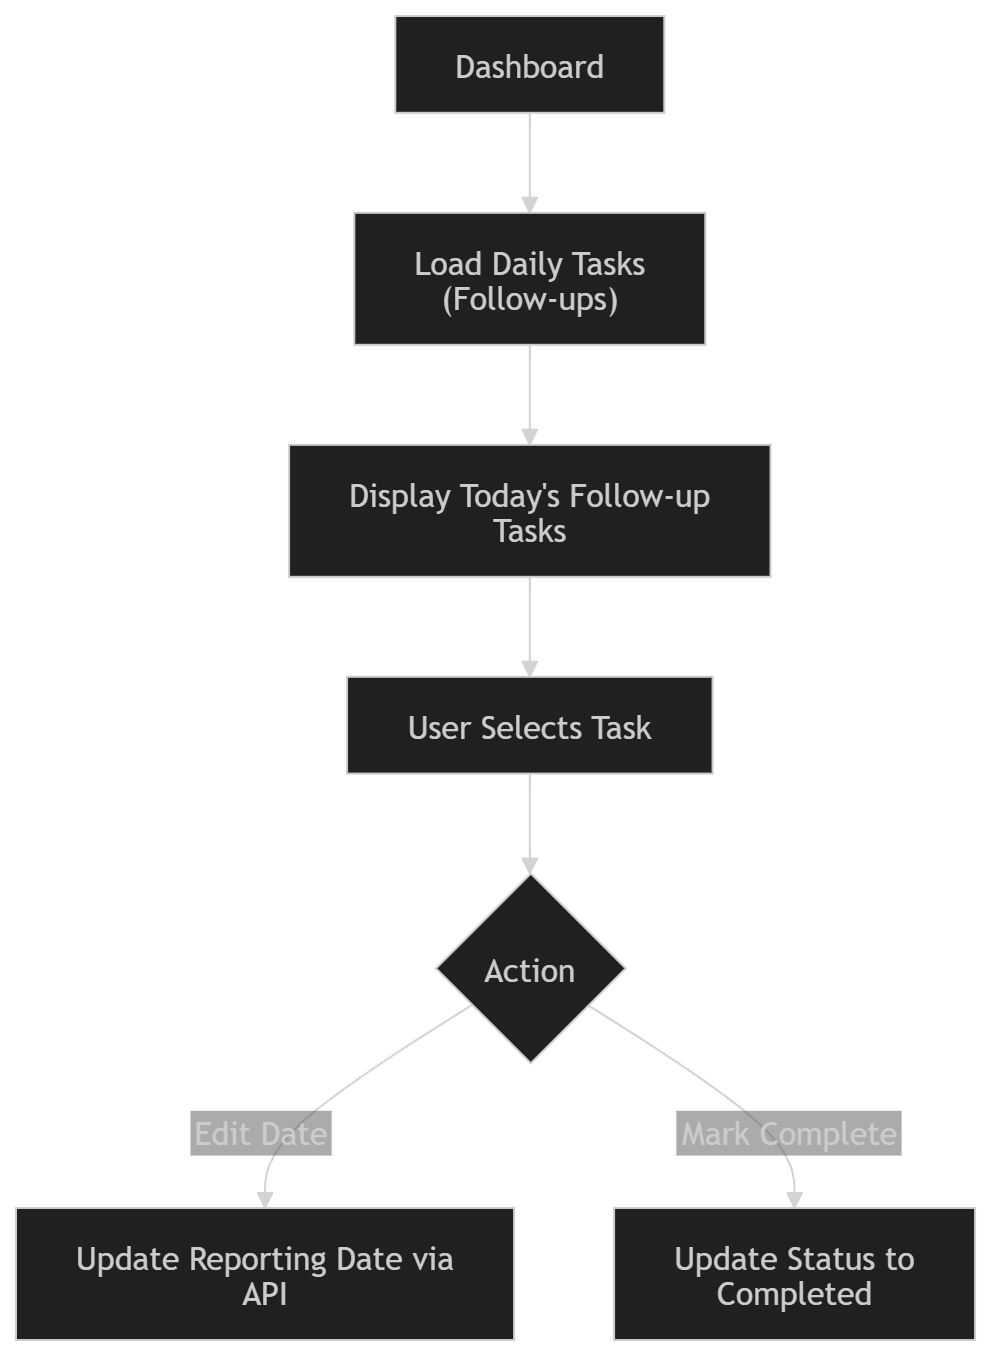 Dashboard
Load Daily Tasks
(Follow-ups)
Display Today's Follow-up
Tasks
User Selects Task
Action
Edit Date
Mark Complete
Update Reporting Date via
API
Update Status to
Completed